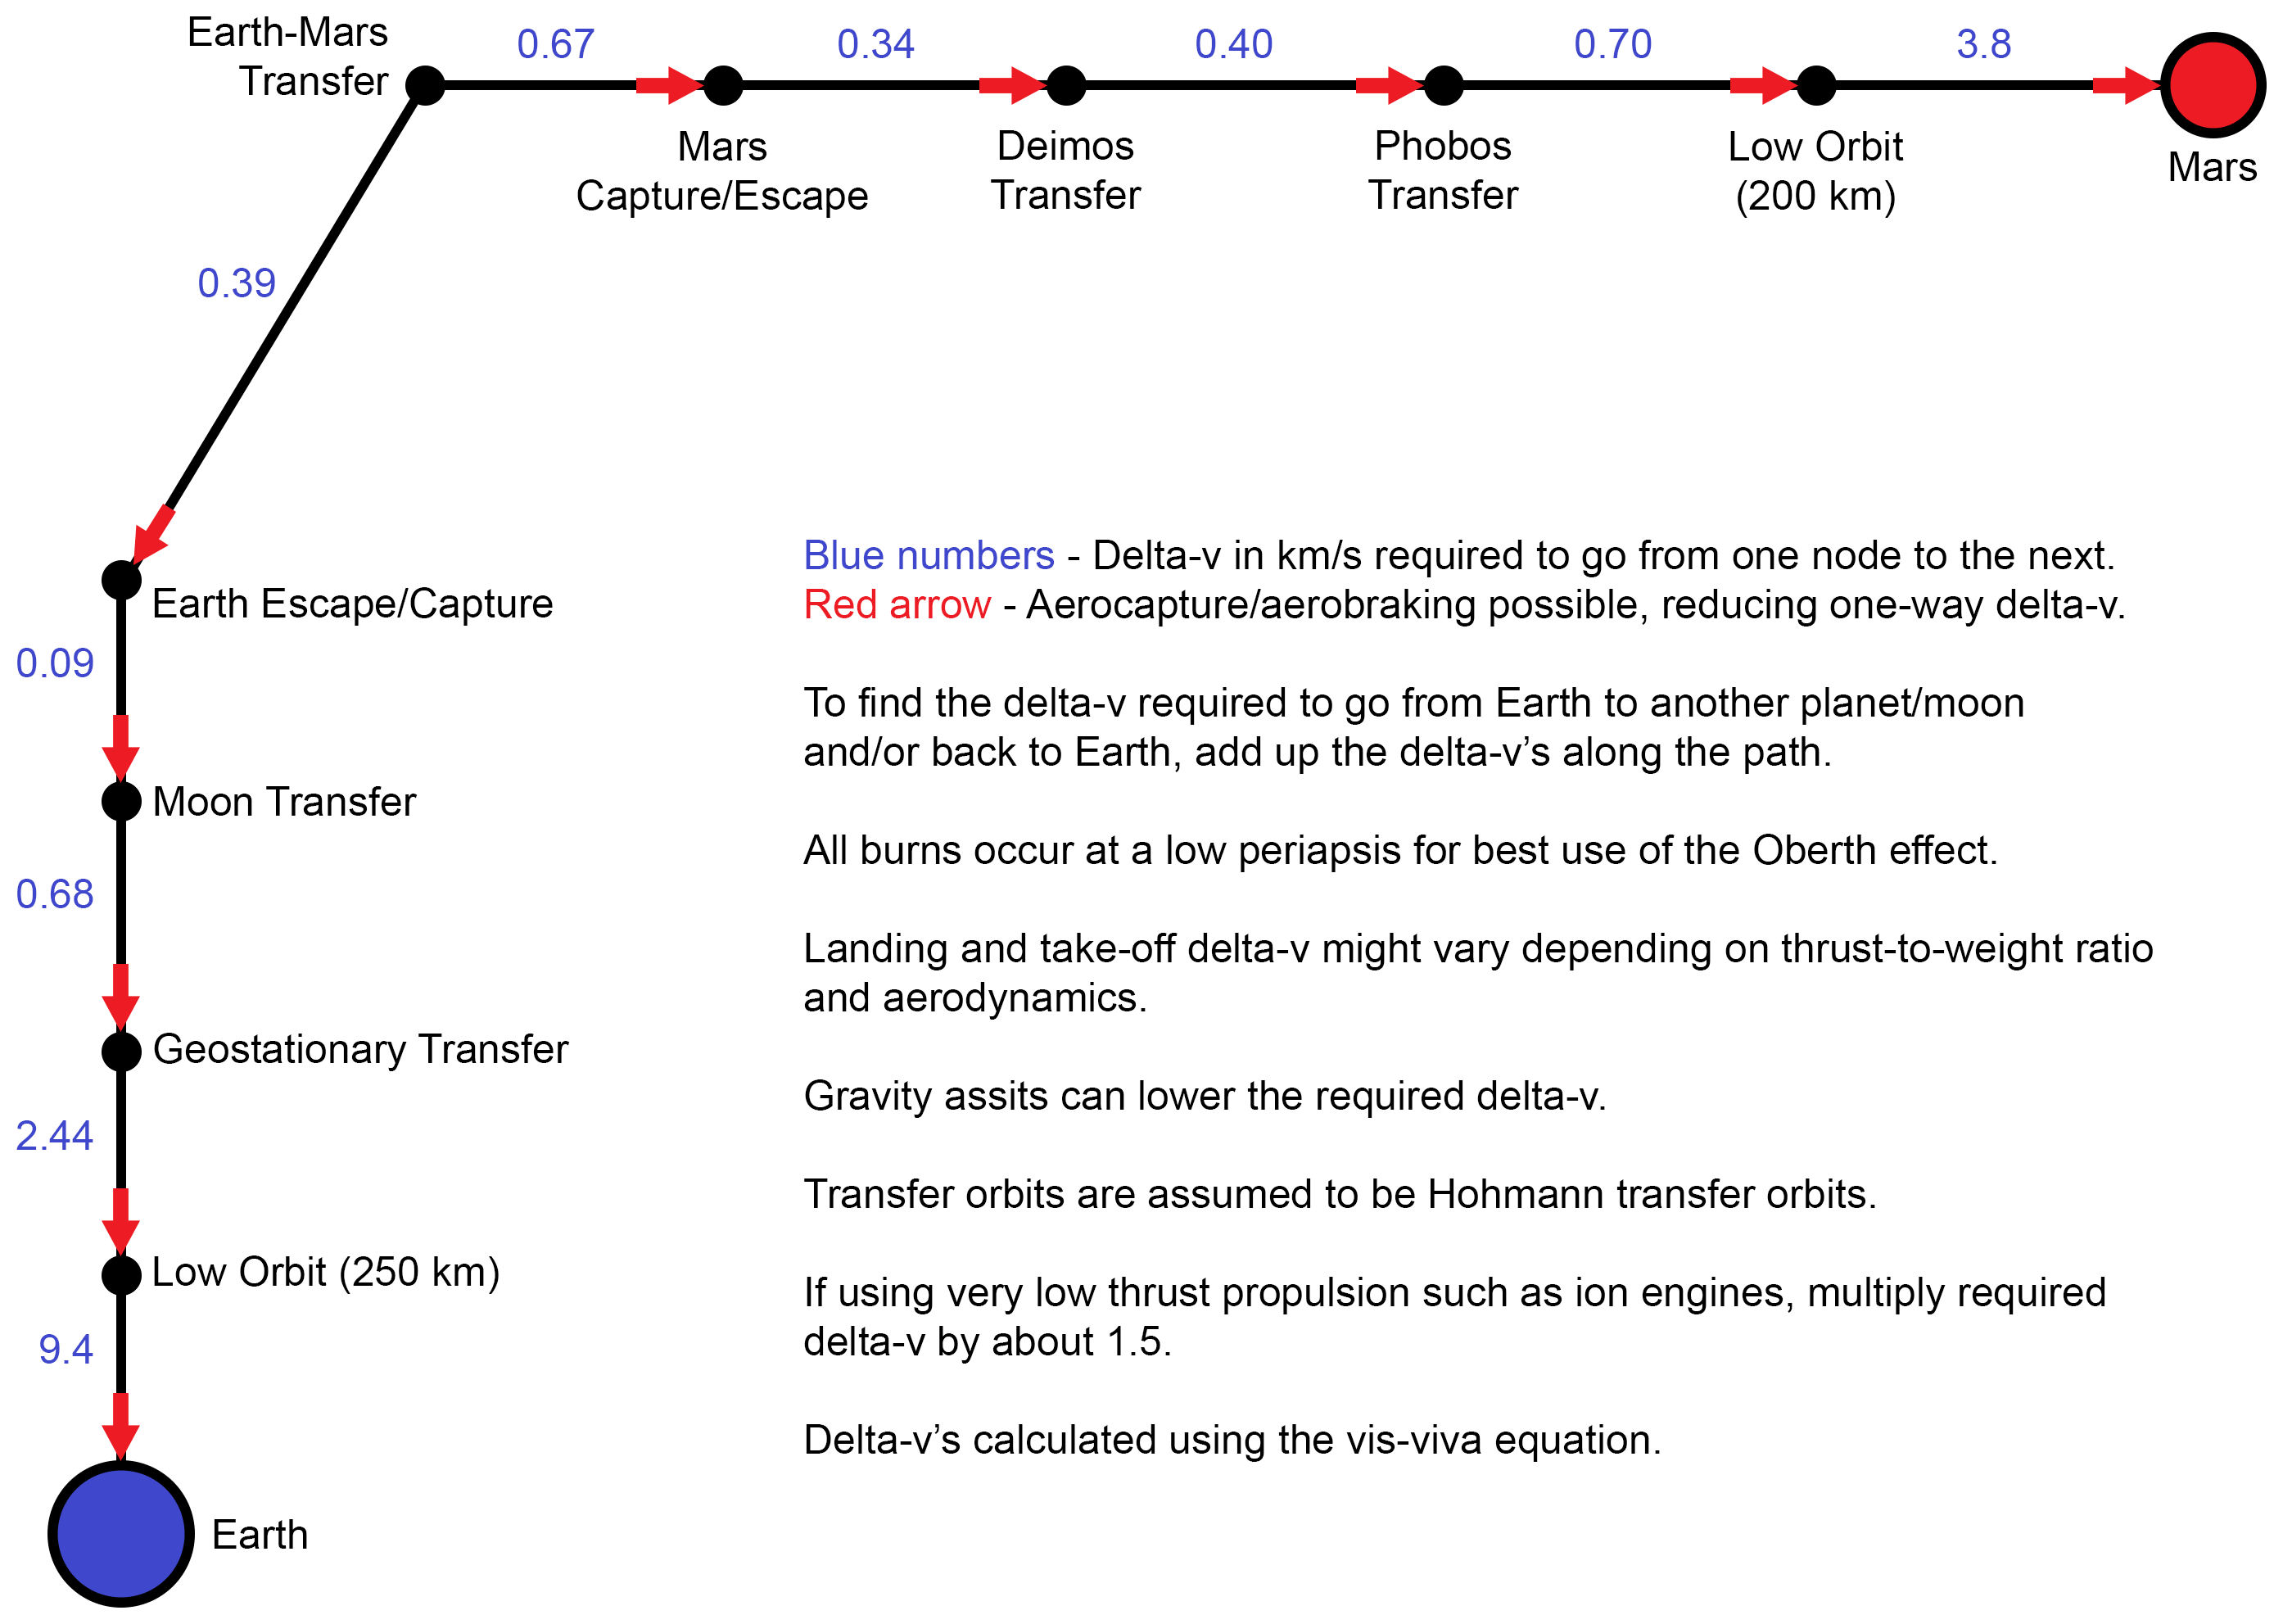 Earth-Mars
Transfer
0.67
0.34
0.40
0.70
3.8
Mars
Capture/Escape
Deimos
Transfer
Phobos
Transfer
Low Orbit
(200 km)
Mars
0.39
Earth Escape/Capture
0.09
Moon Transfer
0.68
Geostationary Transfer
2.44
Low Orbit (250 km)
9.4
Earth
Blue numbers - Delta-v in km/s required to go from one node to the next.
Red arrow - Aerocapture/aerobraking possible, reducing one-way delta-v.
To find the delta-v required to go from Earth to another planet/moon
and/or back to Earth, add up the delta-v’s along the path.
All burns occur at a low periapsis for best use of the Oberth effect.
Landing and take-off delta-v might vary depending on thrust-to-weight ratio
and aerodynamics.
Gravity assits can lower the required delta-v.
Transfer orbits are assumed to be Hohmann transfer orbits.
If using very low thrust propulsion such as ion engines, multiply required
delta-v by about 1.5.
Delta-v’s calculated using the vis-viva equation.